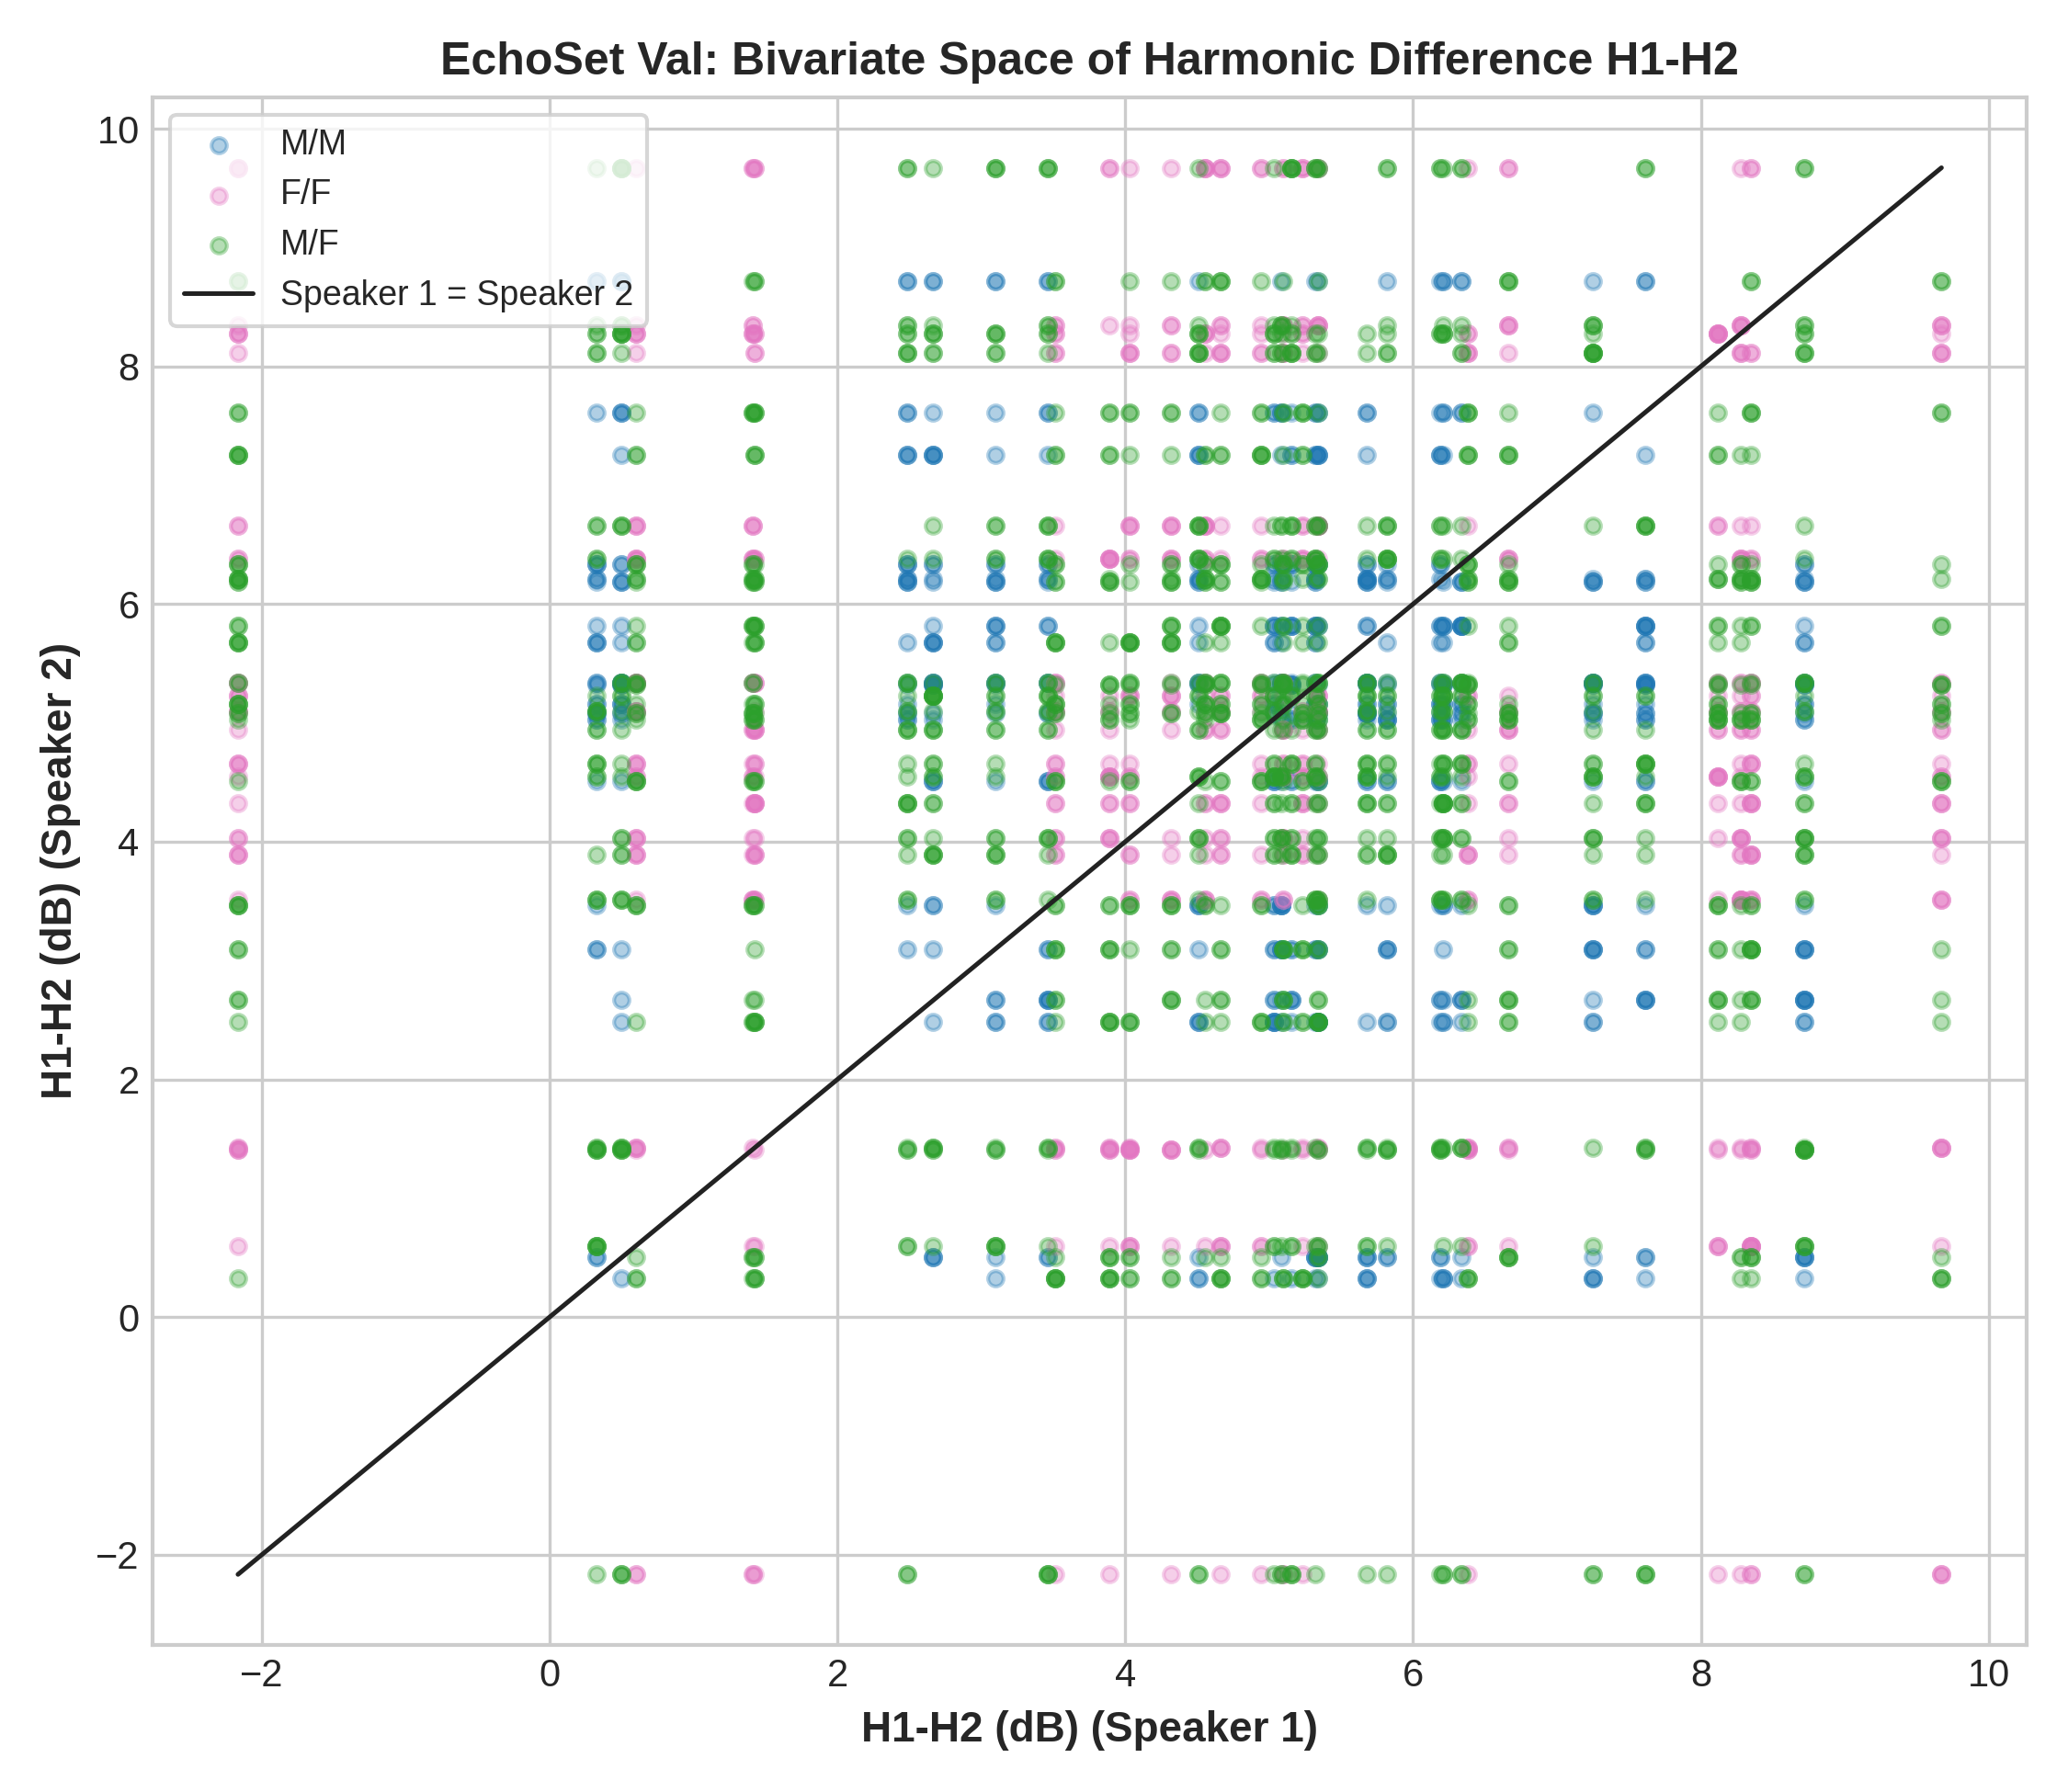 EchoSet Val: Bivariate Space of Harmonic Difference H1-H2
M/M
F/F
M/F
Speaker 1 = Speaker 2
H1-H2 (dB) (Speaker 2)
10
8
6
4
2
0
−2
−2
0
2
4
6
8
10
H1-H2 (dB) (Speaker 1)